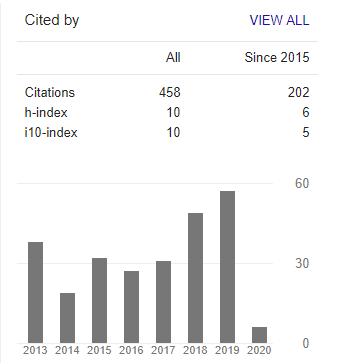 Cited by VIEW ALL
All Since 2015
Citations 458 202
h-index 10 6
i10-index 10 5
60
30
0
2013 2014 2015 2016 2017 2018 2019 2020